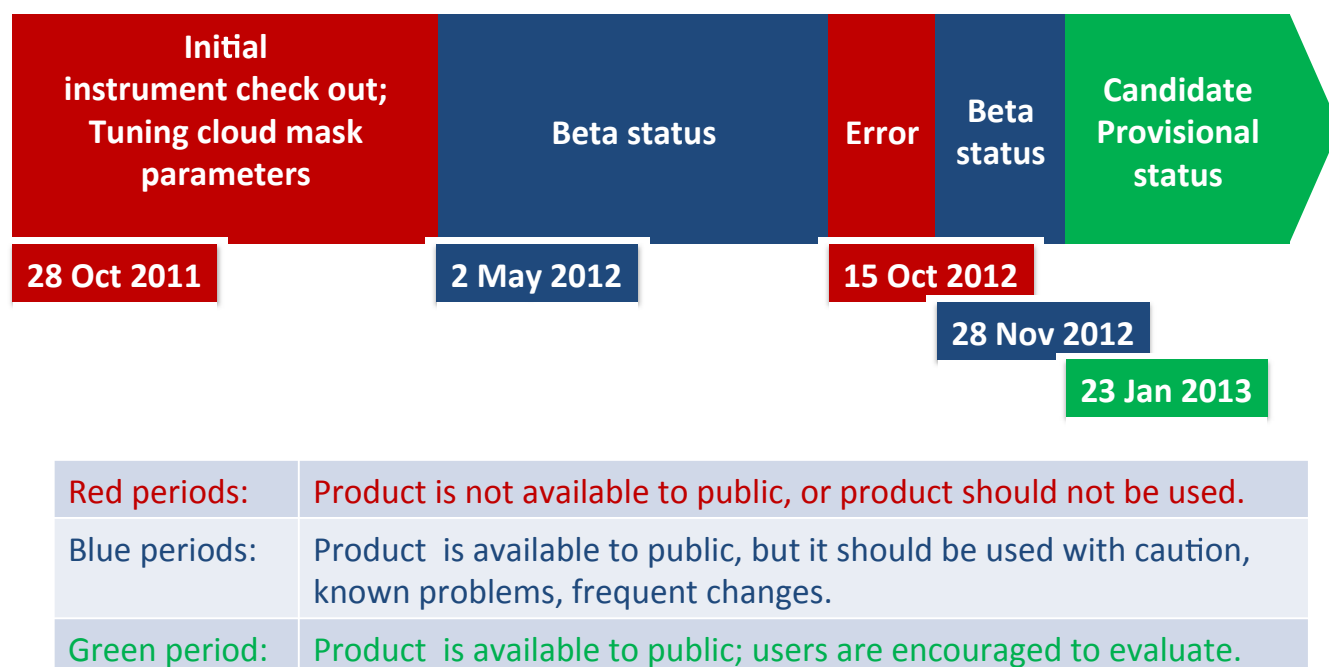 Initial
instrument check out;
Tuning cloud mask
parameters
Beta status
Error
Beta
status
Candidate
Provisional
status
28 Oct 2011
2 May 2012
15 Oct 2012
28 Nov 2012
23 Jan 2013
Red periods: Product is not available to public, or product should not be used.
Blue periods: Product is available to public, but it should be used with caution,
known problems, frequent changes.
Green period: Product is available to public; users are encouraged to evaluate.